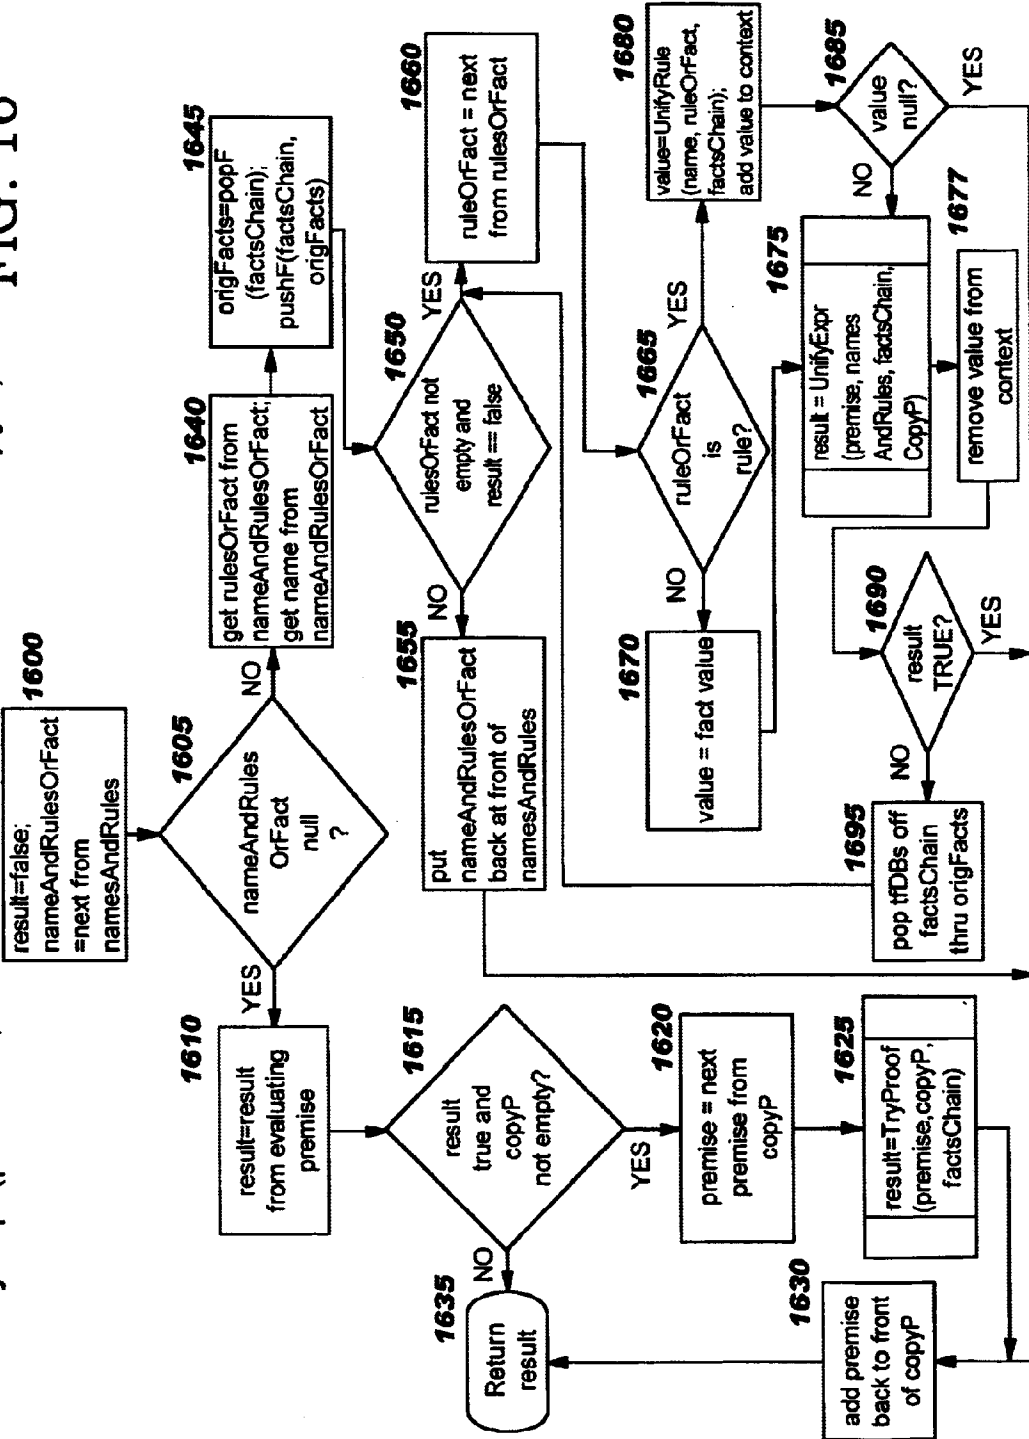 FIG. 16
1600
result=false;
nameAndRulesOrFact
=next from
namesAndRules
1605
nameAndRules
OrFact
null
?
YES
NO
1610
result=result
from evaluating
premise
1615
result
true and
copyP
not empty?
YES
NO
1620
premise = next
premise from
copyP
1625
result=TryProof
(premise,copyP,
factsChain)
1630
add premise
back to front
of copyP
1635
Return
result
1640
get rulesOrFact from
nameAndRulesOrFact;
get name from
nameAndRulesOrFact
1645
origFacts=popF
(factsChain);
pushF(factsChain,
origFacts)
1650
rulesOrFact not
empty and
result == false
YES
NO
1655
put
nameAndRulesOrFact
back at front of
namesAndRules
1660
ruleOrFact = next
from rulesOrFact
1665
ruleOrFact
is
rule?
YES
NO
1670
value = fact value
1675
result = UnifyExpr
(premise, names
AndRules, factsChain,
CopyP)
1677
remove value from
context
1680
value=UnifyRule
(name, ruleOrFact,
factsChain);
add value to context
1685
value
null?
YES
NO
1690
result
TRUE?
YES
NO
1695
pop tfDBs off
factsChain
thru origFacts